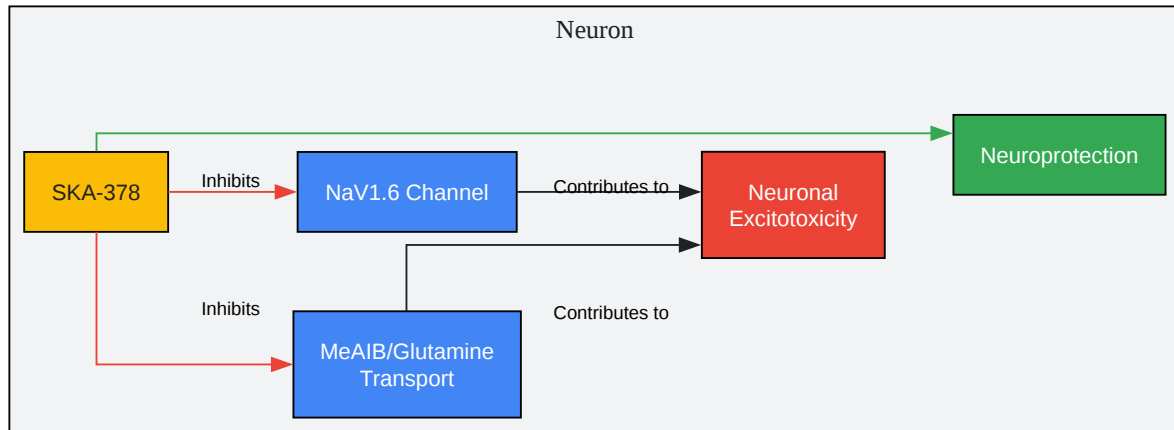 Neuron
Neuroprotection
SKA-378
Inhibits
NaV1.6 Channel
Contributes to
Neuronal
Excitotoxicity
Inhibits
MeAIB/Glutamine
Transport
Contributes to